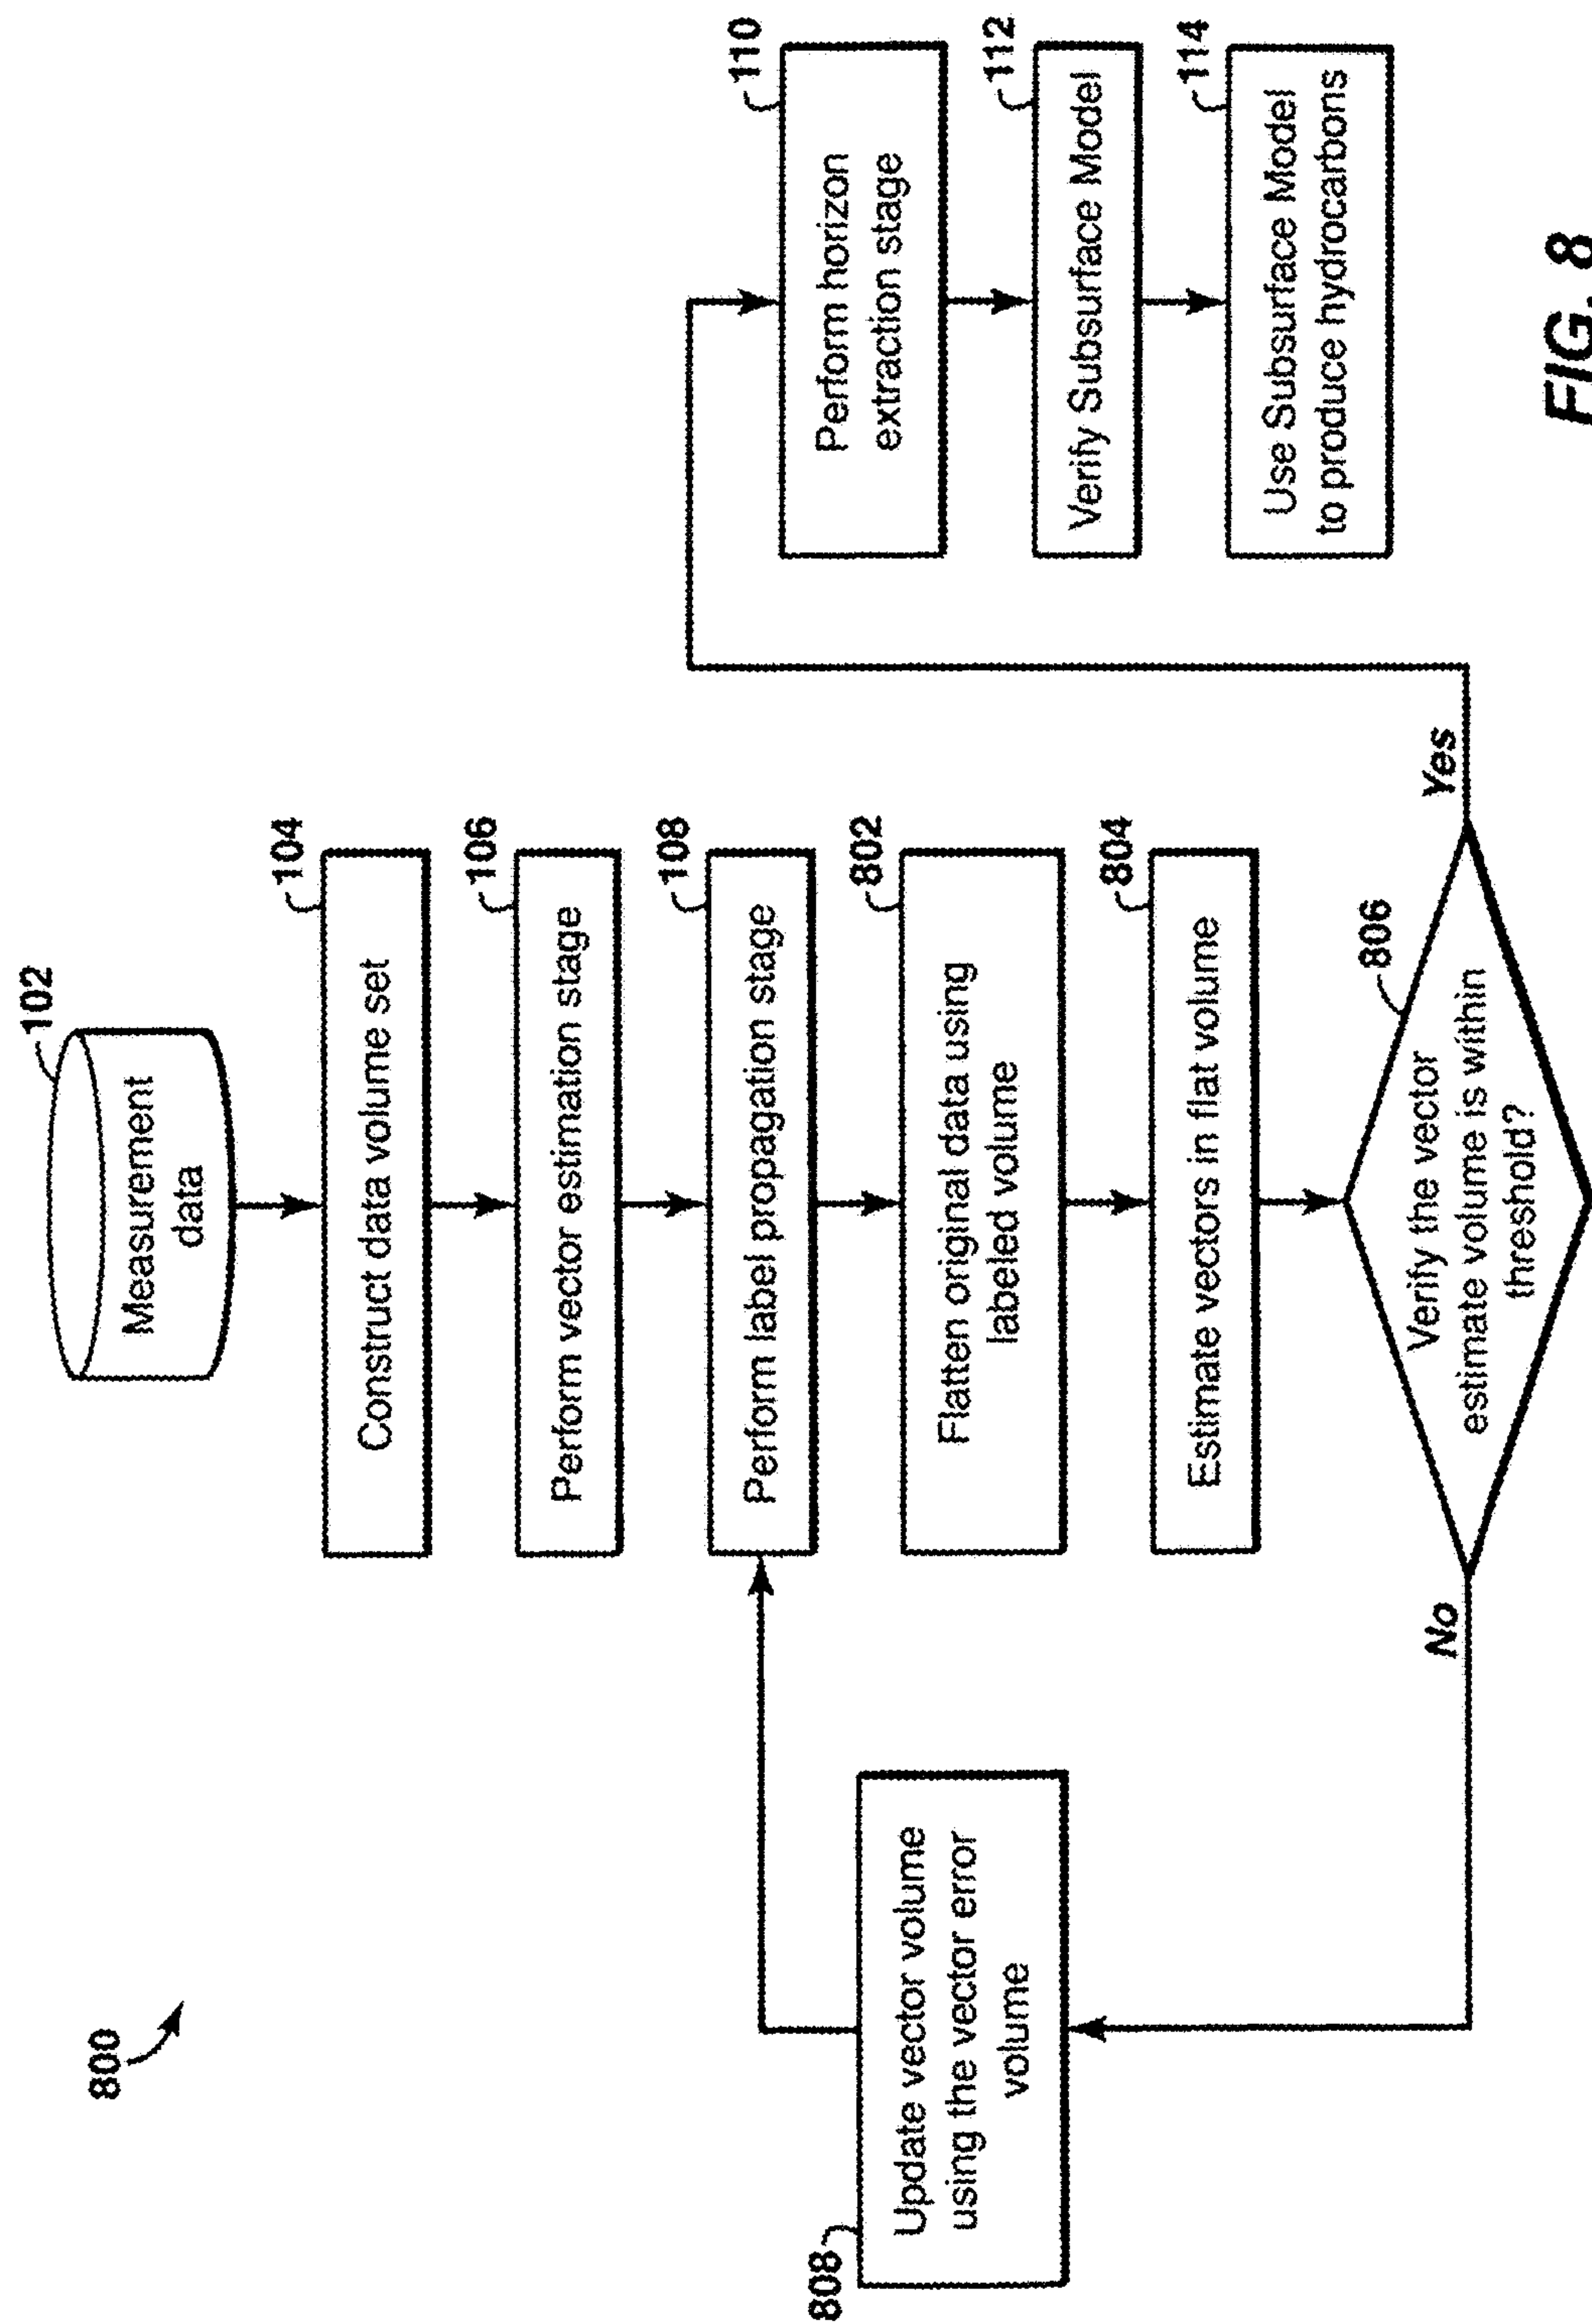 800
102
Measurement
data
104
Construct data volume set
106
Perform vector estimation stage
108
Perform label propagation stage
802
Flatten original data using
labeled volume
804
Estimate vectors in flat volume
806
Verify the vector
estimate volume is within
threshold?
No
Yes
808
Update vector volume
using the vector error
volume
110
Perform horizon
extraction stage
112
Verify Subsurface Model
114
Use Subsurface Model
to produce hydrocarbons
FIG. 8